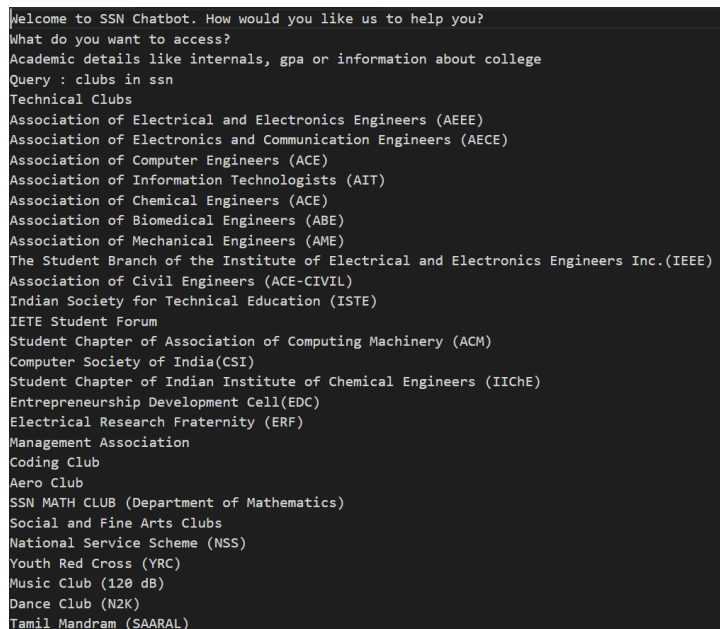 Welcome to SSN Chatbot. How would you like us to help you?
What do you want to access?
Academic details like internals, gpa or information about college
Query : clubs in ssn
Technical Clubs
Association of Electrical and Electronics Engineers (AEEE)
Association of Electronics and Communication Engineers (AECE)
Association of Computer Engineers (ACE)
Association of Information Technologists (AIT)
Association of Chemical Engineers (ACE)
Association of Biomedical Engineers (ABE)
Association of Mechanical Engineers (AME)
The Student Branch of the Institute of Electrical and Electronics Engineers Inc.(IEEE)
Association of Civil Engineers (ACE-CIVIL)
Indian Society for Technical Education (ISTE)
IETE Student Forum
Student Chapter of Association of Computing Machinery (ACM)
Computer Society of India(CSI)
Student Chapter of Indian Institute of Chemical Engineers (IIChE)
Entrepreneurship Development Cell(EDC)
Electrical Research Fraternity (ERF)
Management Association
Coding Club
Aero Club
SSN MATH CLUB (Department of Mathematics)
Social and Fine Arts Clubs
National Service Scheme (NSS)
Youth Red Cross (YRC)
Music Club (120 dB)
Dance Club (N2K)
Tamil Mandram (SAARAL)